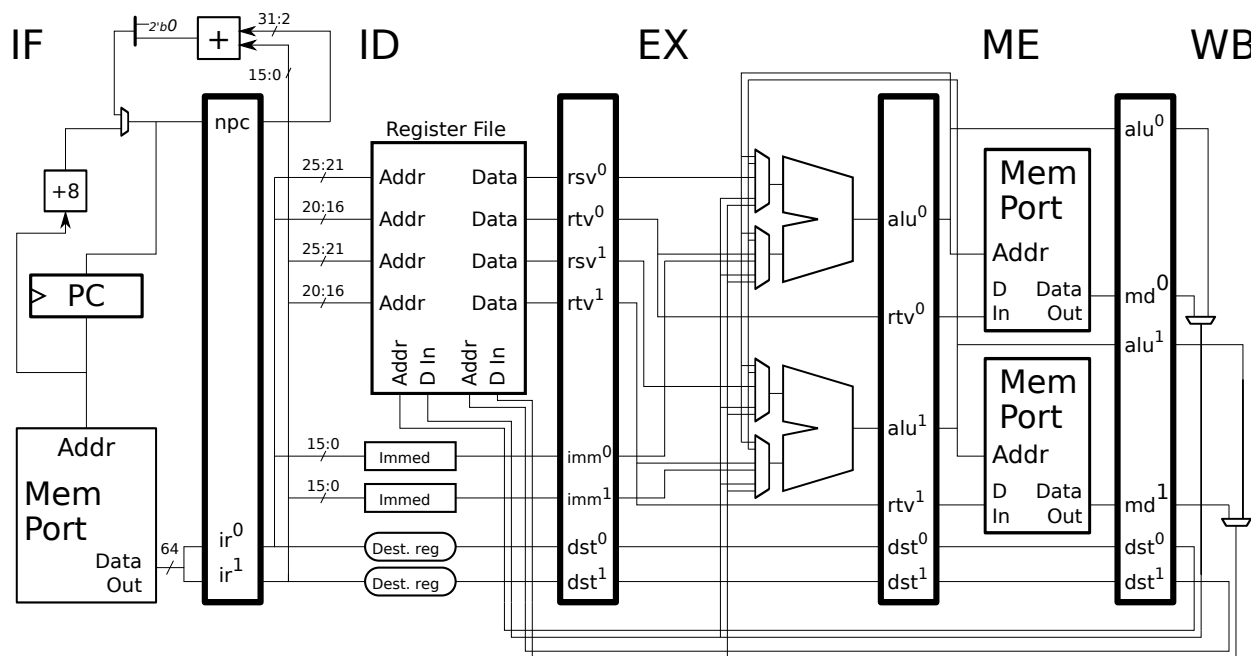 IF
ID
EX
ME
WB
2'b0
+
31:2
15:0
npc
+8
PC
Addr
Mem
Port
Data
Out
64
ir0
ir1
Register File
25:21
Addr
Data
20:16
Addr
Data
25:21
Addr
Data
20:16
Addr
Data
Addr
D In
Addr
D In
15:0
Immed
15:0
Immed
Dest. reg
Dest. reg
rsv0
rtv0
rsv1
rtv1
imm0
imm1
dst0
dst1
alu0
rtv0
alu1
rtv1
dst0
dst1
Mem
Port
Addr
D
In
Data
Out
Mem
Port
Addr
D
In
Data
Out
alu0
md0
alu1
md1
dst0
dst1